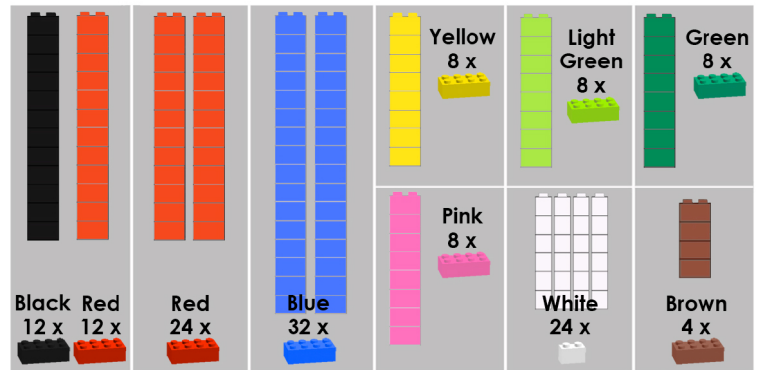 Black
12 x
Red
12 x
Red
24 x
Blue
32 x
Yellow
8 x
Light
Green
8 x
Green
8 x
Pink
8 x
White
24 x
Brown
4 x